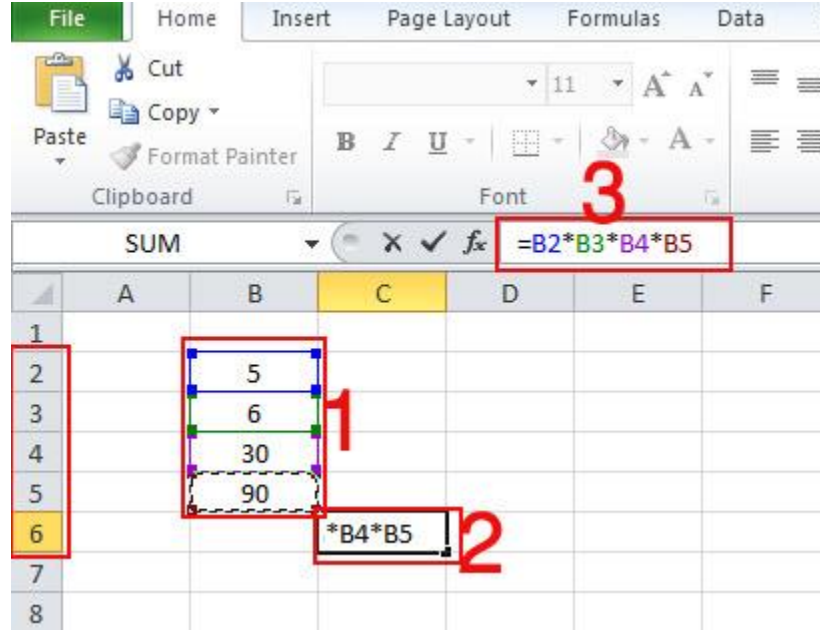 File Home Insert Page Layout Formulas Data
Cut
Copy
Paste
Format Painter
11 A A
B I U A
Clipboard Font
3
SUM fx =B2*B3*B4*B5
A B C D E F
1
2 5
3 6 1
4 30
5 90
6 *B4*B5 2
7
8